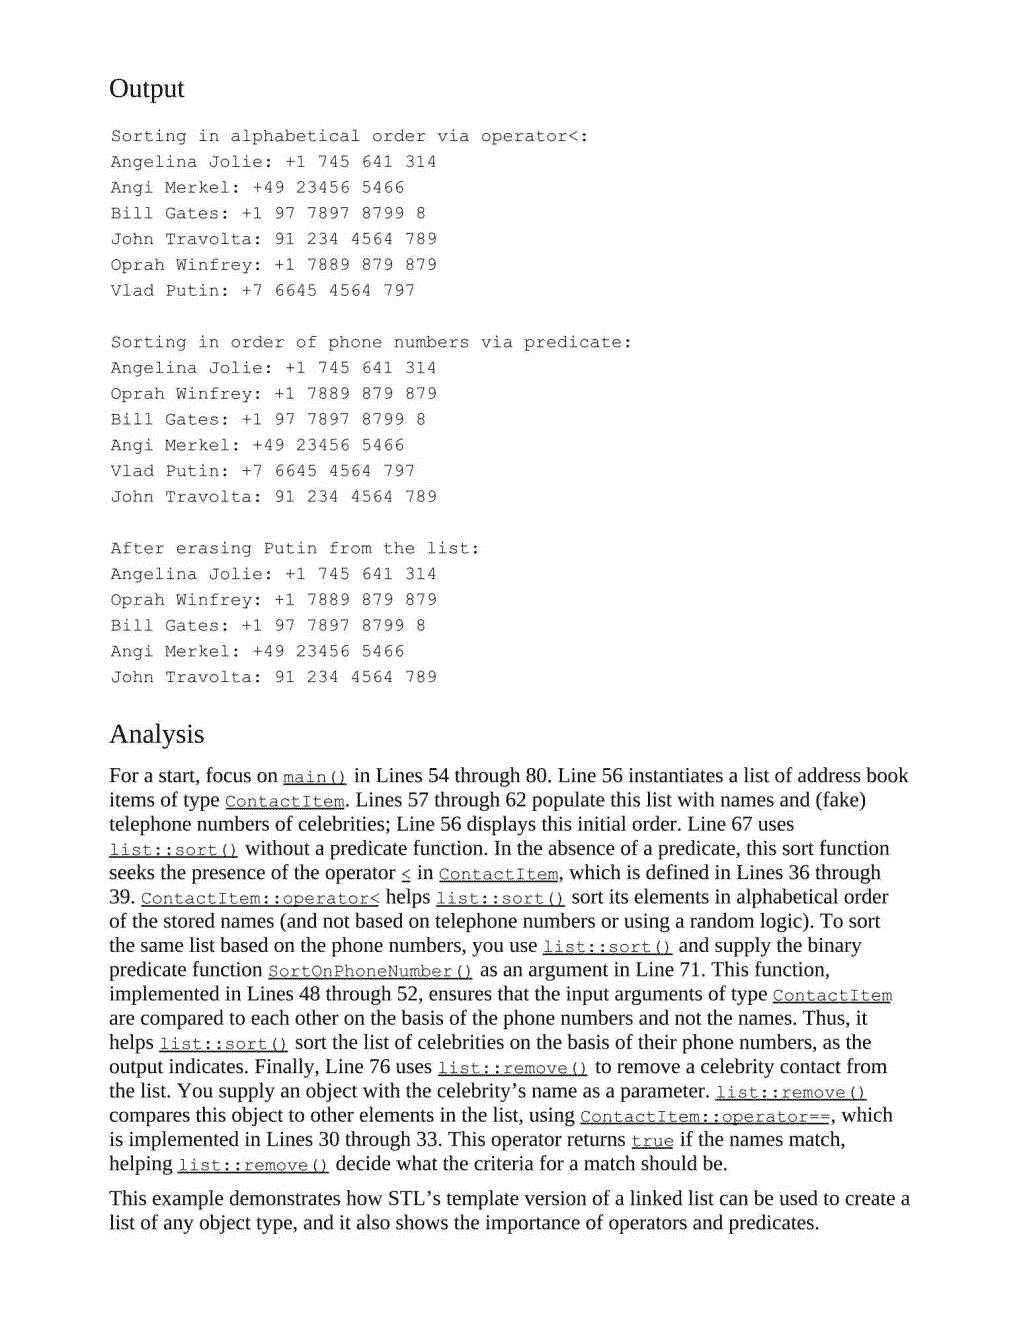 Output
Sorting in alphabetical order via operator<:
Angelina Jolie: +1 745 641 314
Angi Merkel: +49 23456 5466
Bill Gates: +1 97 7897 8799 8
John Travolta: 91 234 4564 789
Oprah Winfrey: +1 7889 879 879
Vlad Putin: +7 6645 4564 797
Sorting in order of phone numbers via predicate:
Angelina Jolie: +1 745 641 314
Oprah Winfrey: +1 7889 879 879
Bill Gates: +1 97 7897 8799 8
Angi Merkel: +49 23456 5466
Vlad Putin: +7 6645 4564 797
John Travolta: 91 234 4564 789
After erasing Putin from the list:
Angelina Jolie: +1 745 641 314
Oprah Winfrey: +1 7889 879 879
Bill Gates: +1 97 7897 8799 8
Angi Merkel: +49 23456 5466
John Travolta: 91 234 4564 789
Analysis
For a start, focus on main() in Lines 54 through 80. Line 56 instantiates a list of address book
items of type ContactItem. Lines 57 through 62 populate this list with names and (fake)
telephone numbers of celebrities; Line 56 displays this initial order. Line 67 uses
list::sort() without a predicate function. In the absence of a predicate, this sort function
seeks the presence of the operator < in ContactItem, which is defined in Lines 36 through
39. ContactItem::operator< helps list::sort() sort its elements in alphabetical order
of the stored names (and not based on telephone numbers or using a random logic). To sort
the same list based on the phone numbers, you use list::sort() and supply the binary
predicate function SortOnPhoneNumber() as an argument in Line 71. This function,
implemented in Lines 48 through 52, ensures that the input arguments of type ContactItem
are compared to each other on the basis of the phone numbers and not the names. Thus, it
helps list::sort() sort the list of celebrities on the basis of their phone numbers, as the
output indicates. Finally, Line 76 uses list::remove() to remove a celebrity contact from
the list. You supply an object with the celebrity’s name as a parameter. list::remove()
compares this object to other elements in the list, using ContactItem::operator==, which
is implemented in Lines 30 through 33. This operator returns true if the names match,
helping list::remove() decide what the criteria for a match should be.
This example demonstrates how STL’s template version of a linked list can be used to create a
list of any object type, and it also shows the importance of operators and predicates.